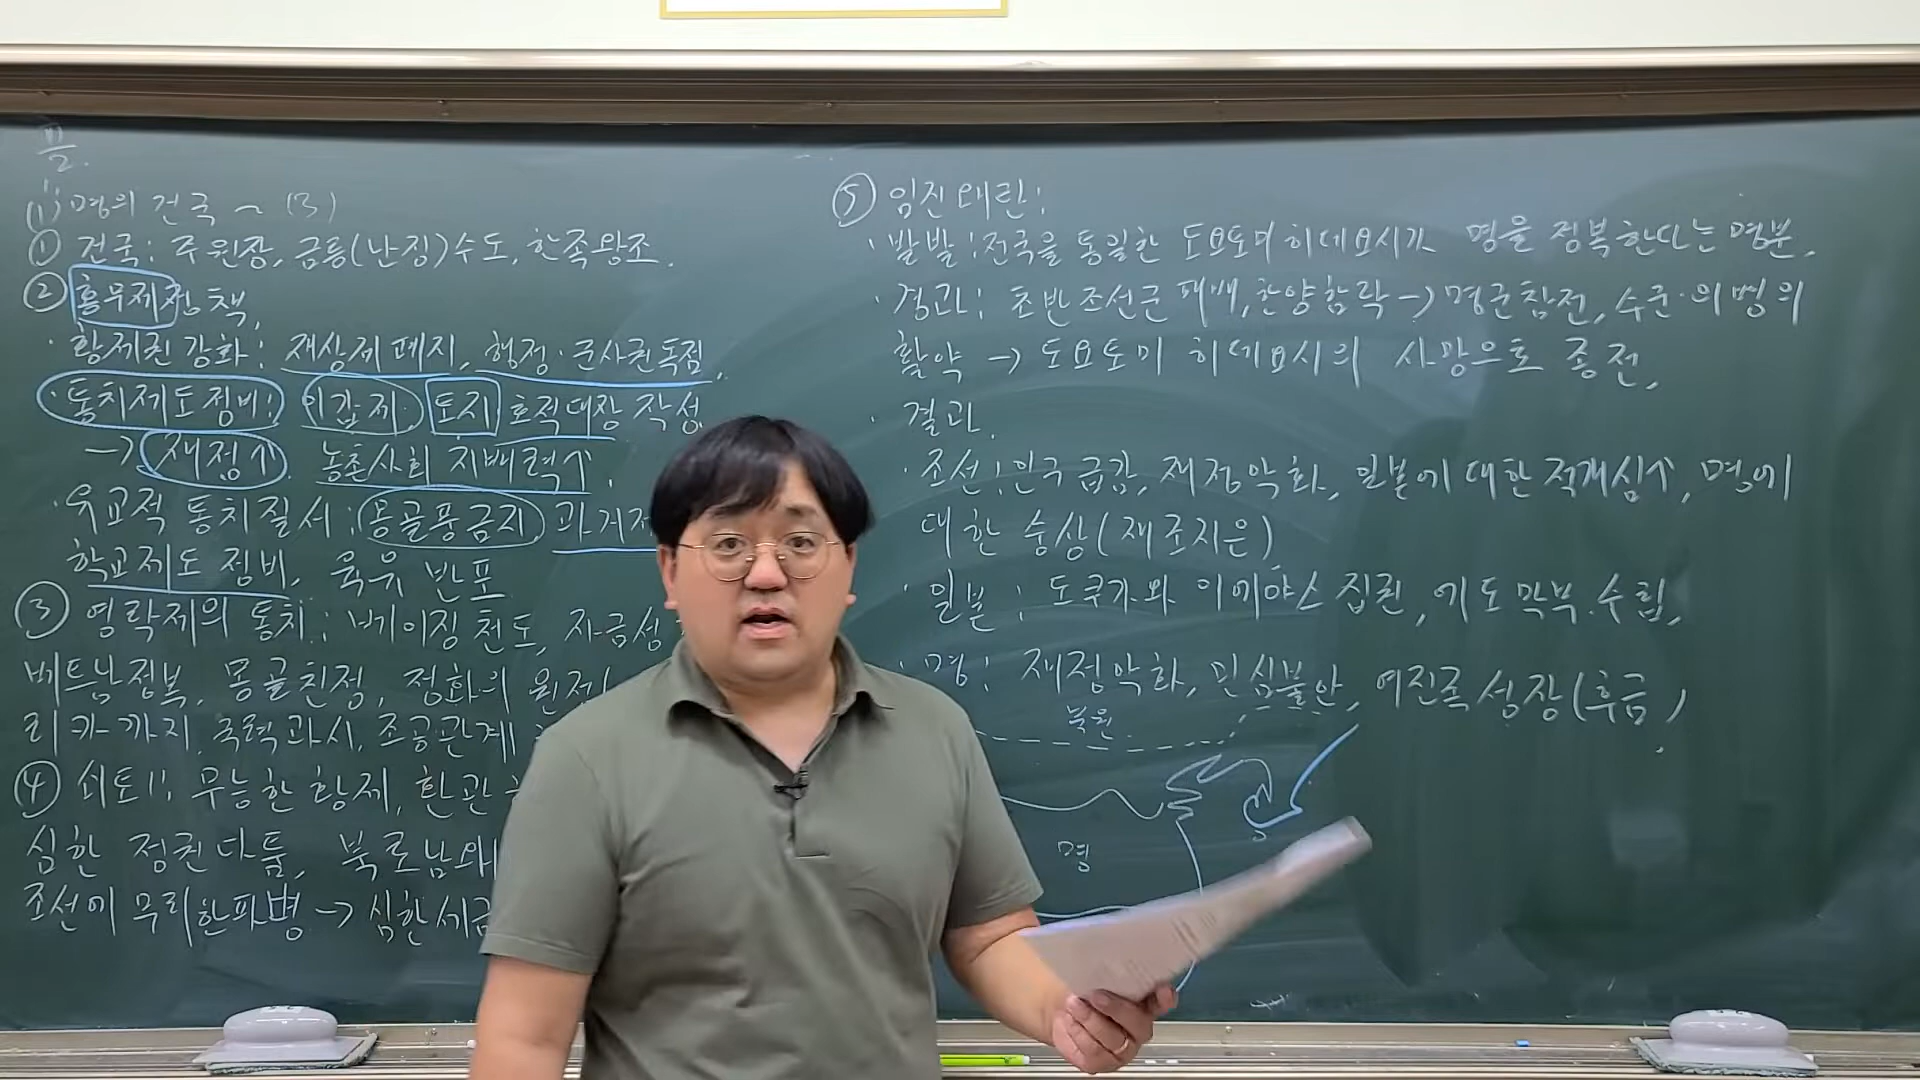 II/2.
(1) 명의 건국 ~ (3)
① 건국: 주원장, 금릉(난징)수도, 한족왕조.
② 홍무제정책,
· 황제권 강화: 재상제 폐지, 행정·군사권독점,
· 통치제도정비: 이갑제, 토지 호적대장 작성
→ 재정↑, 농촌사회 지배력↑.
· 유교적 통치질서: 몽골풍금지, 과거제
학교제도 정비, 육유 반포
③ 영락제의 통치: 베이징천도, 자금성
베트남정복, 몽골친정, 정화의 원정
리카까지, 국력과시, 조공관계
④ 쇠퇴: 무능한 황제, 환관
심한 정권다툼, 북로남왜
조선에 무리한파병 → 심한세금
⑤ 임진왜란:
· 발발: 전국을 통일한 도요토미 히데요시가 명을 정복한다는 명분.
· 경과: 초반 조선군 패배, 한양함락 → 명군참전, 수군·의병의
활약 → 도요토미 히데요시의 사망으로 종전.
· 결과.
· 조선: 인구급감, 재정악화, 일본에 대한 적개심↑, 명에
대한 숭상(재조지은)
· 일본: 도쿠가와 이에야스 집권, 에도 막부 수립,
· 명: 재정악화, 민심불안, 여진족 성장(후금)
북원
명